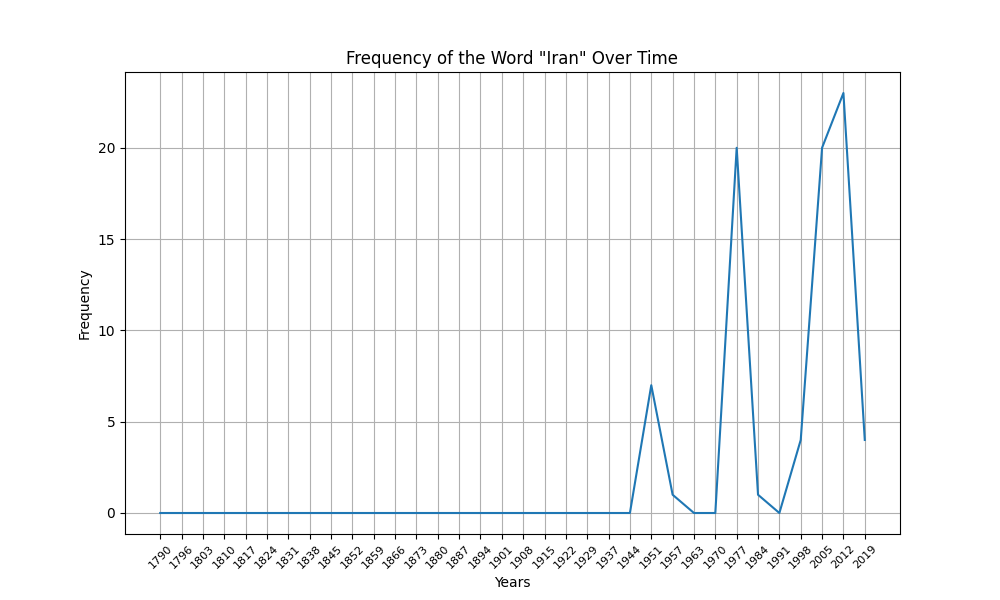 Frequency of the Word "Iran" Over Time
Frequency
20
15
10
5
0
1790 1796 1803 1810 1817 1824 1831 1838 1845 1852 1859 1866 1873 1880 1887 1894 1901 1908 1915 1922 1929 1937 1944 1951 1957 1963 1970 1977 1984 1991 1998 2005 2012 2019
Years